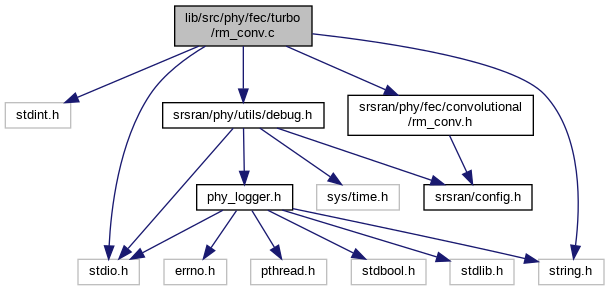 lib/src/phy/fec/turbo
/rm_conv.c
stdint.h
srsran/phy/utils/debug.h
srsran/phy/fec/convolutional
/rm_conv.h
phy_logger.h
sys/time.h
srsran/config.h
stdio.h
errno.h
pthread.h
stdbool.h
stdlib.h
string.h